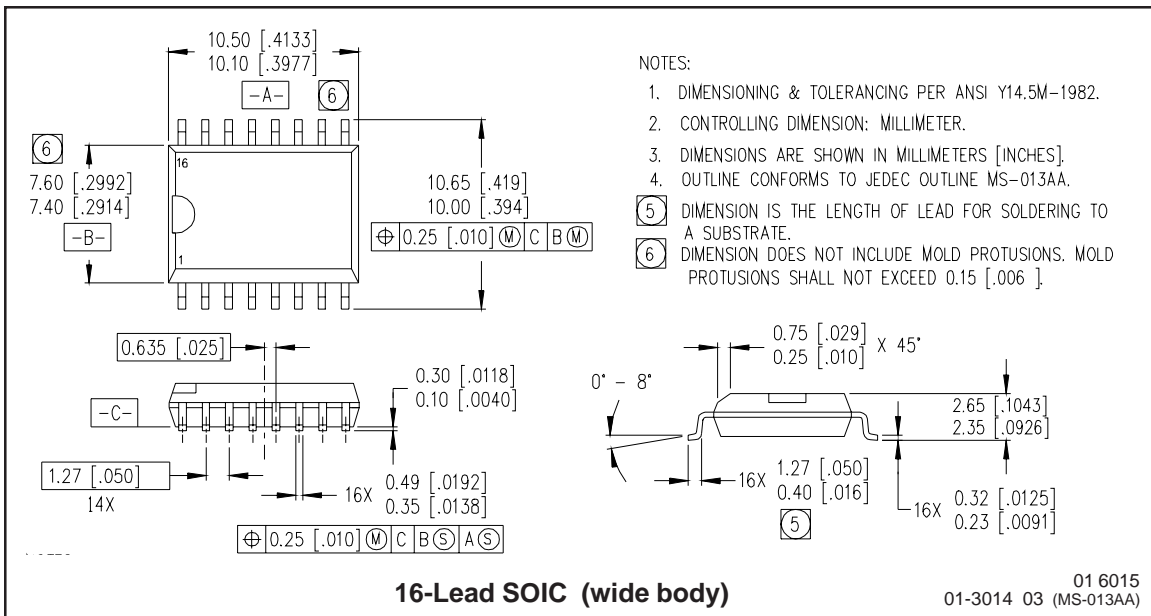 10.50 [.4133]
10.10 [.3977]
-A- 6
6
7.60 [.2992]
7.40 [.2914]
-B-
16
1
10.65 [.419]
10.00 [.394]
⌖ 0.25 [.010] Ⓜ C B Ⓜ
NOTES:
1. DIMENSIONING & TOLERANCING PER ANSI Y14.5M-1982.
2. CONTROLLING DIMENSION: MILLIMETER.
3. DIMENSIONS ARE SHOWN IN MILLIMETERS [INCHES].
4. OUTLINE CONFORMS TO JEDEC OUTLINE MS-013AA.
5 DIMENSION IS THE LENGTH OF LEAD FOR SOLDERING TO
A SUBSTRATE.
6 DIMENSION DOES NOT INCLUDE MOLD PROTUSIONS. MOLD
PROTUSIONS SHALL NOT EXCEED 0.15 [.006 ].
0.635 [.025]
-C-
0.30 [.0118]
0.10 [.0040]
1.27 [.050]
14X
16X 0.49 [.0192]
0.35 [.0138]
⌖ 0.25 [.010] Ⓜ C B Ⓢ A Ⓢ
0.75 [.029]
0.25 [.010] X 45°
0° - 8°
2.65 [.1043]
2.35 [.0926]
16X 1.27 [.050]
0.40 [.016]
5
16X 0.32 [.0125]
0.23 [.0091]
16-Lead SOIC (wide body)
01 6015
01-3014 03 (MS-013AA)